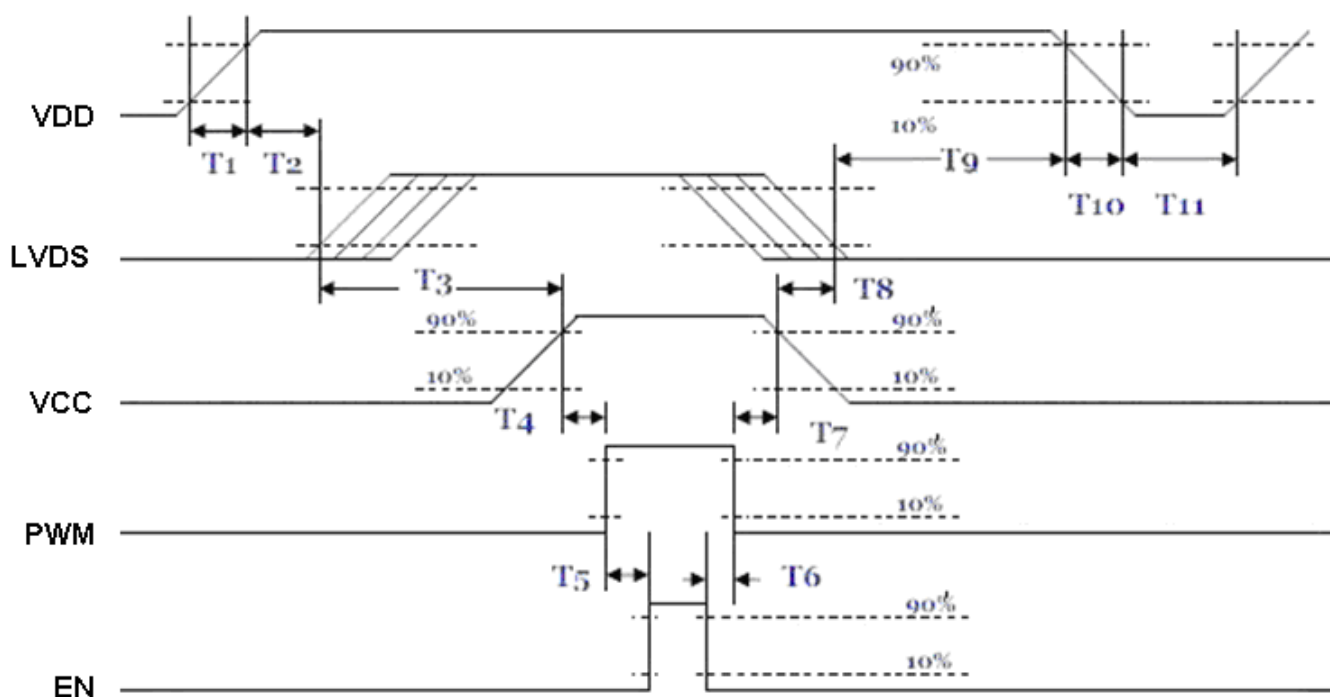 90%
VDD
10%
T1 T2
T9
T10 T11
LVDS
T3
T8
90% 90%
10% 10%
VCC
T4
T7
90%
10%
PWM
T5
T6
90%
10%
EN